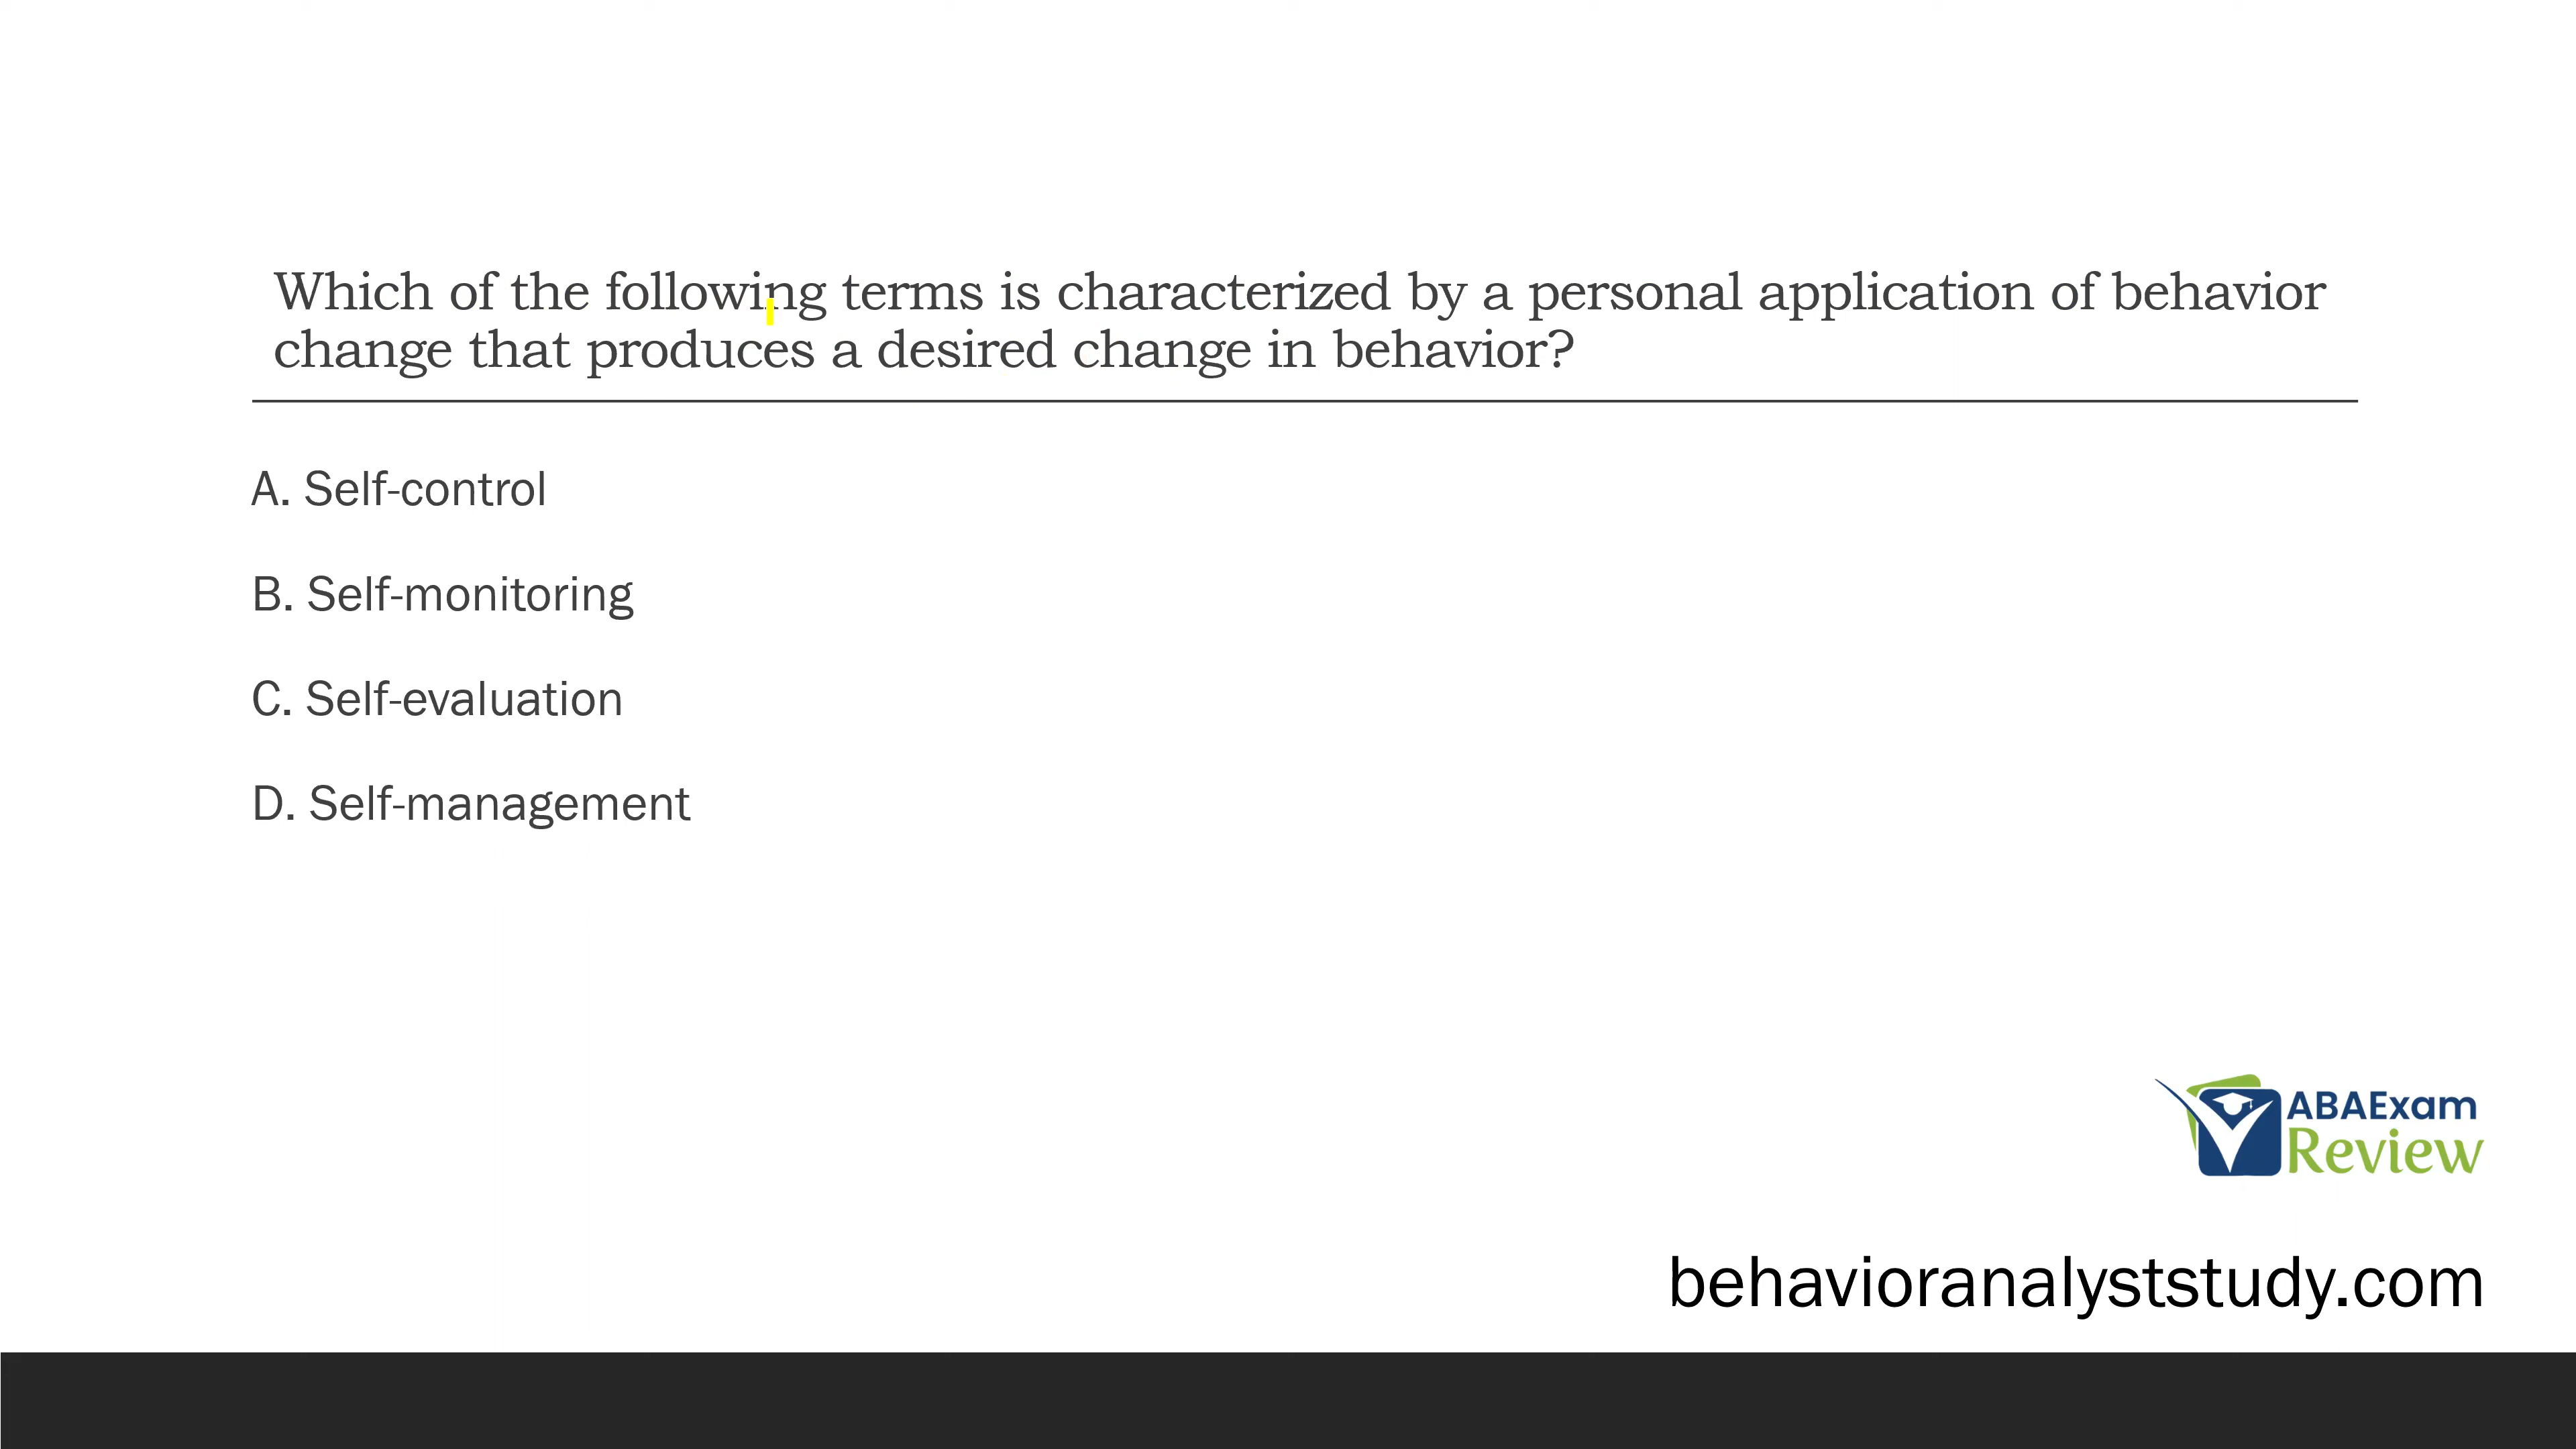 Which of the following terms is characterized by a personal application of behavior
change that produces a desired change in behavior?
A. Self-control
B. Self-monitoring
C. Self-evaluation
D. Self-management
ABAExam
Review
behavioranalyststudy.com